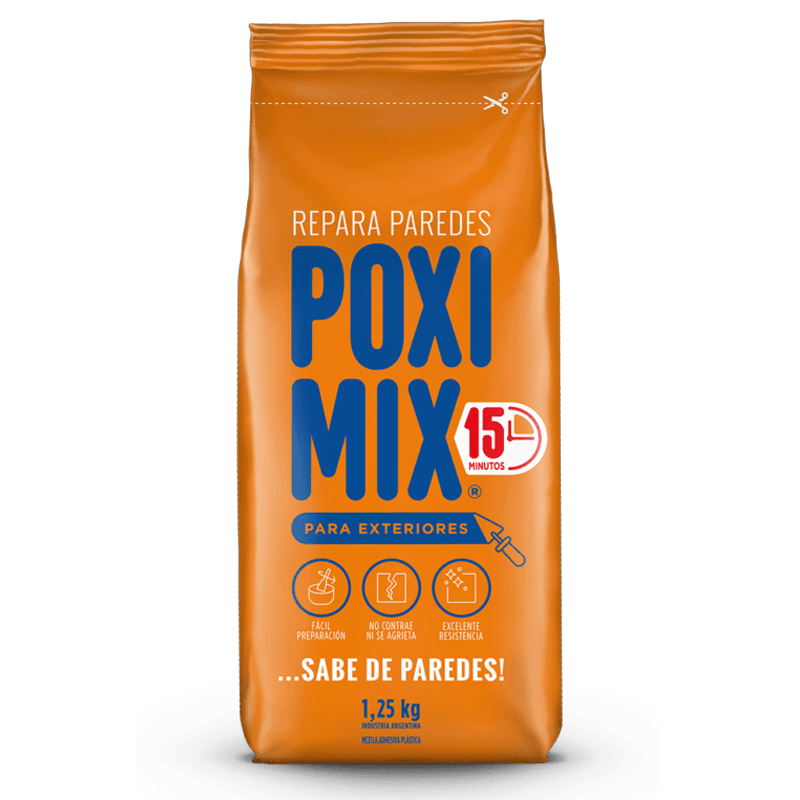 REPARA PAREDES
POXI
MIX®
15
MINUTOS
PARA EXTERIORES
FÁCIL
PREPARACIÓN
NO CONTRAE
NI SE AGRIETA
EXCELENTE
RESISTENCIA
...SABE DE PAREDES!
1,25 kg
INDUSTRIA ARGENTINA
MEZCLA ADHESIVA PLÁSTICA